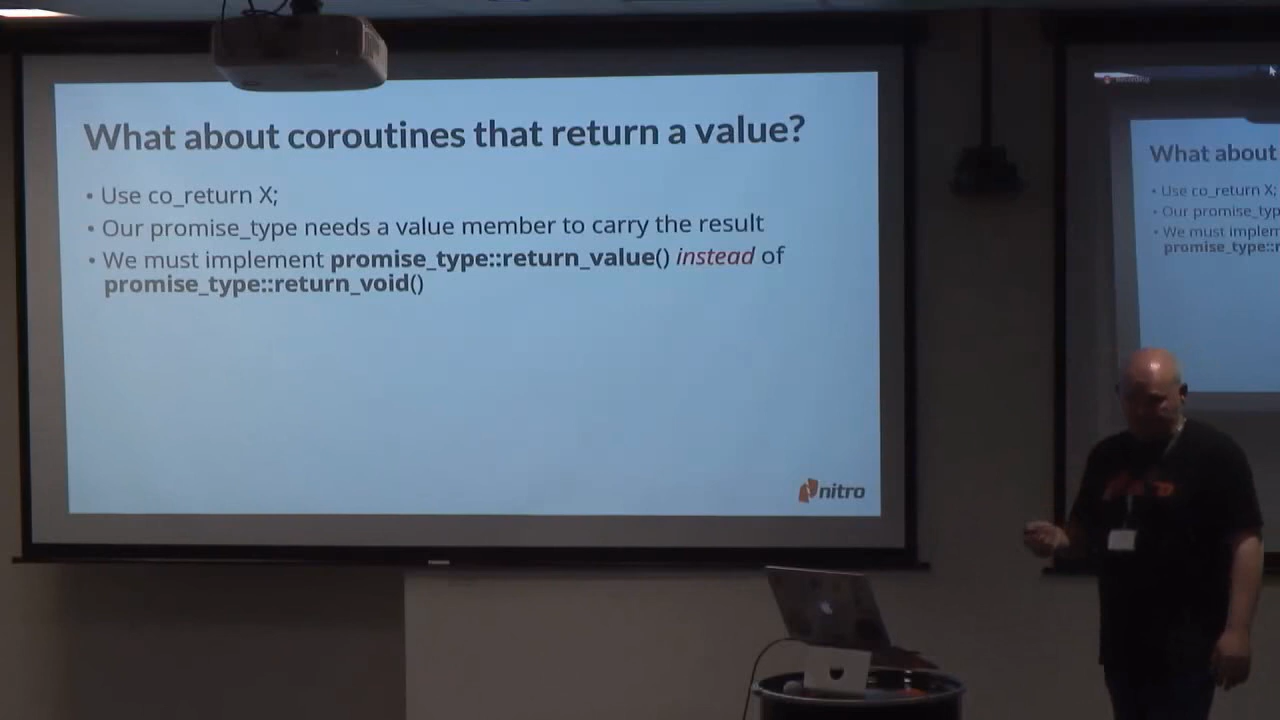 What about coroutines that return a value?
• Use co_return X;
• Our promise_type needs a value member to carry the result
• We must implement promise_type::return_value() instead of
promise_type::return_void()
nitro
What about
• Use co_return X;
• Our promise_typ
• We must implem
promise_type::r